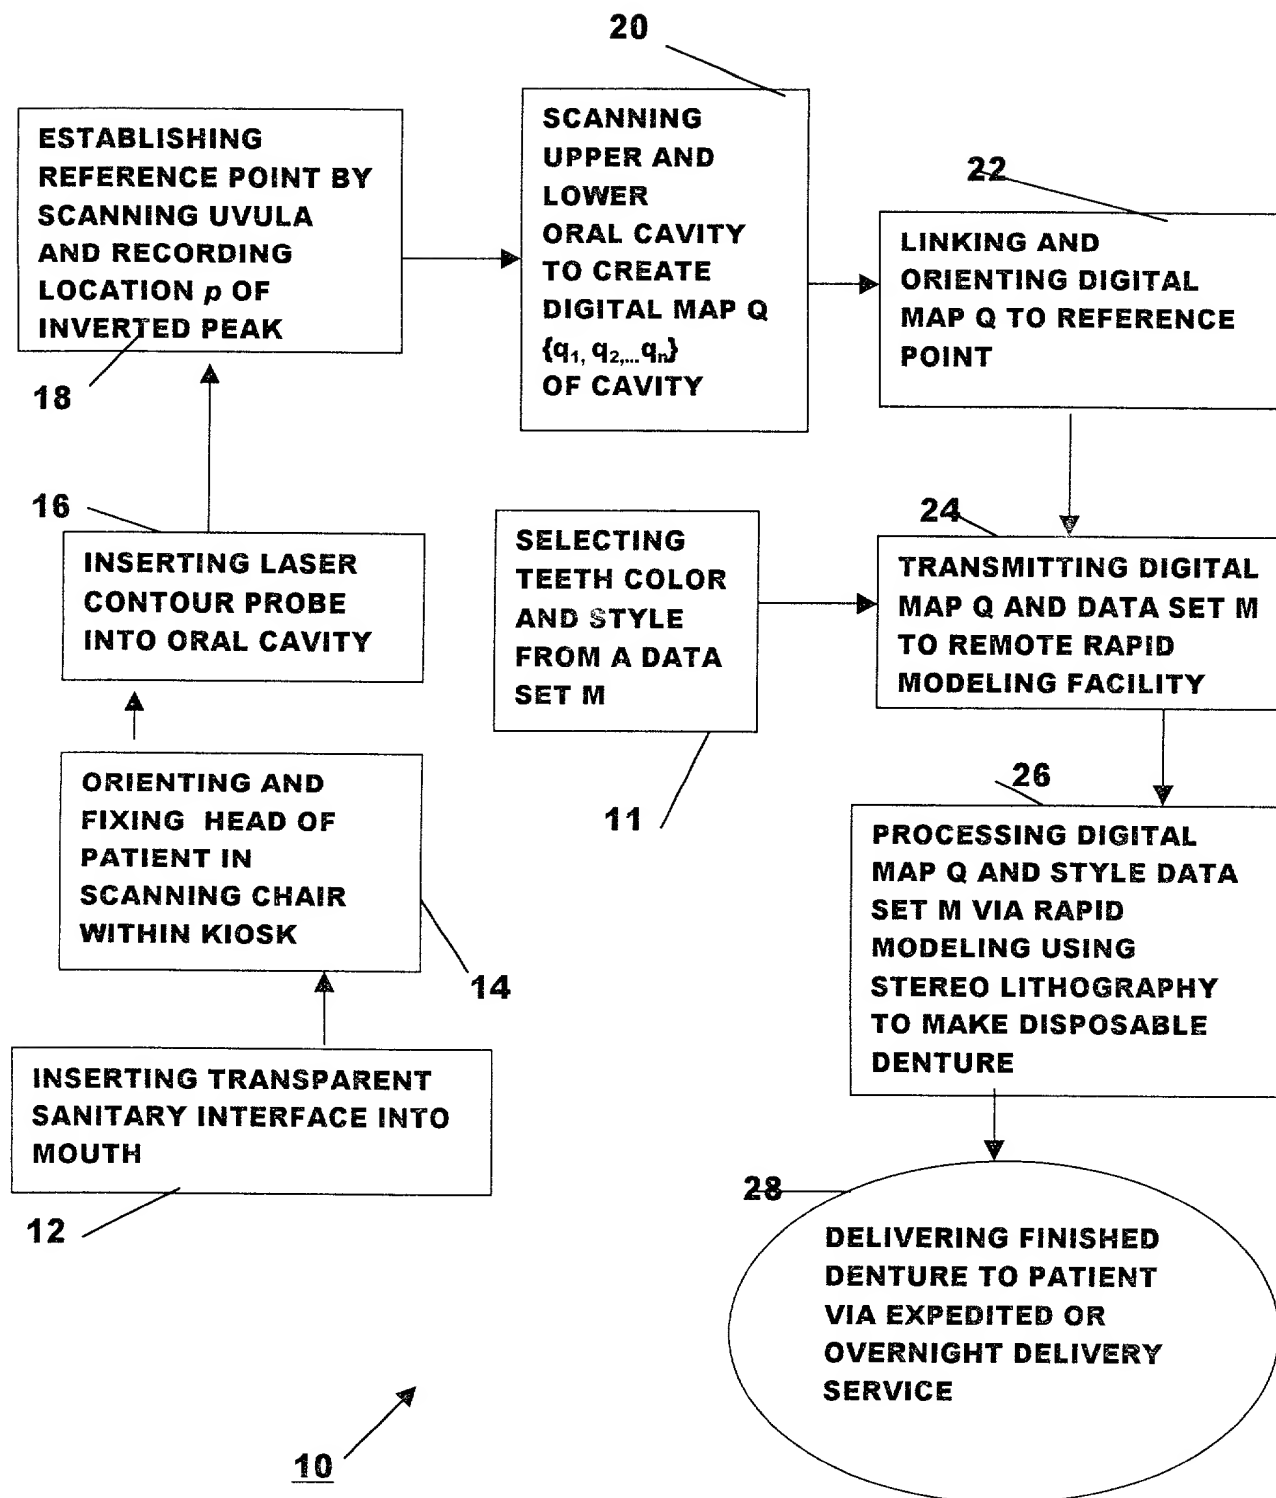 20
ESTABLISHING
REFERENCE POINT BY
SCANNING UVULA
AND RECORDING
LOCATION p OF
INVERTED PEAK
18
SCANNING
UPPER AND
LOWER
ORAL CAVITY
TO CREATE
DIGITAL MAP Q
{q1, q2,...qn}
OF CAVITY
22
LINKING AND
ORIENTING DIGITAL
MAP Q TO REFERENCE
POINT
16
INSERTING LASER
CONTOUR PROBE
INTO ORAL CAVITY
SELECTING
TEETH COLOR
AND STYLE
FROM A DATA
SET M
11
24
TRANSMITTING DIGITAL
MAP Q AND DATA SET M
TO REMOTE RAPID
MODELING FACILITY
ORIENTING AND
FIXING HEAD OF
PATIENT IN
SCANNING CHAIR
WITHIN KIOSK
14
26
PROCESSING DIGITAL
MAP Q AND STYLE DATA
SET M VIA RAPID
MODELING USING
STEREO LITHOGRAPHY
TO MAKE DISPOSABLE
DENTURE
INSERTING TRANSPARENT
SANITARY INTERFACE INTO
MOUTH
12
28
DELIVERING FINISHED
DENTURE TO PATIENT
VIA EXPEDITED OR
OVERNIGHT DELIVERY
SERVICE
10